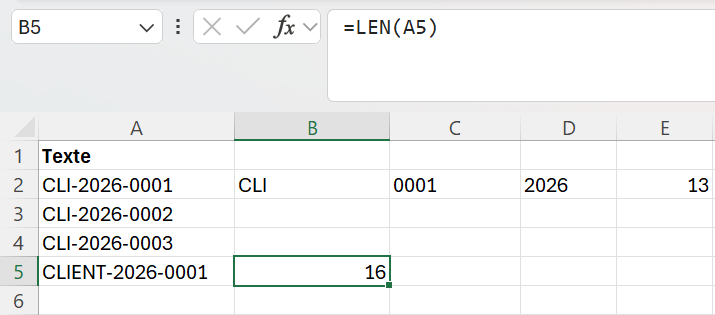 B5 fx =LEN(A5)
A B C D E
1 Texte
2 CLI-2026-0001 CLI 0001 2026 13
3 CLI-2026-0002
4 CLI-2026-0003
5 CLIENT-2026-0001 16
6